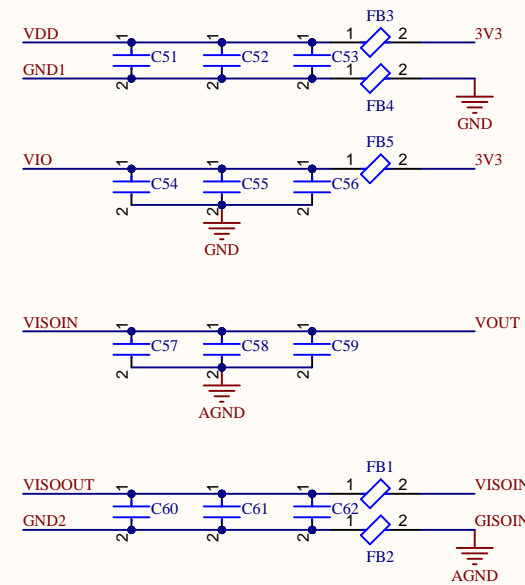 FB3
VDD 1 1 1 1 2 3V3
C51 C52 C53
GND1 2 2 2 1 2
FB4
GND
FB5
VIO 1 1 1 1 2 3V3
C54 C55 C56
2 2 2
GND
VISOIN 1 1 1 VOUT
C57 C58 C59
2 2 2
AGND
FB1
VISOOUT 1 1 1 1 2 VISOIN
C60 C61 C62
GND2 2 2 2 1 2 GISOIN
FB2
AGND